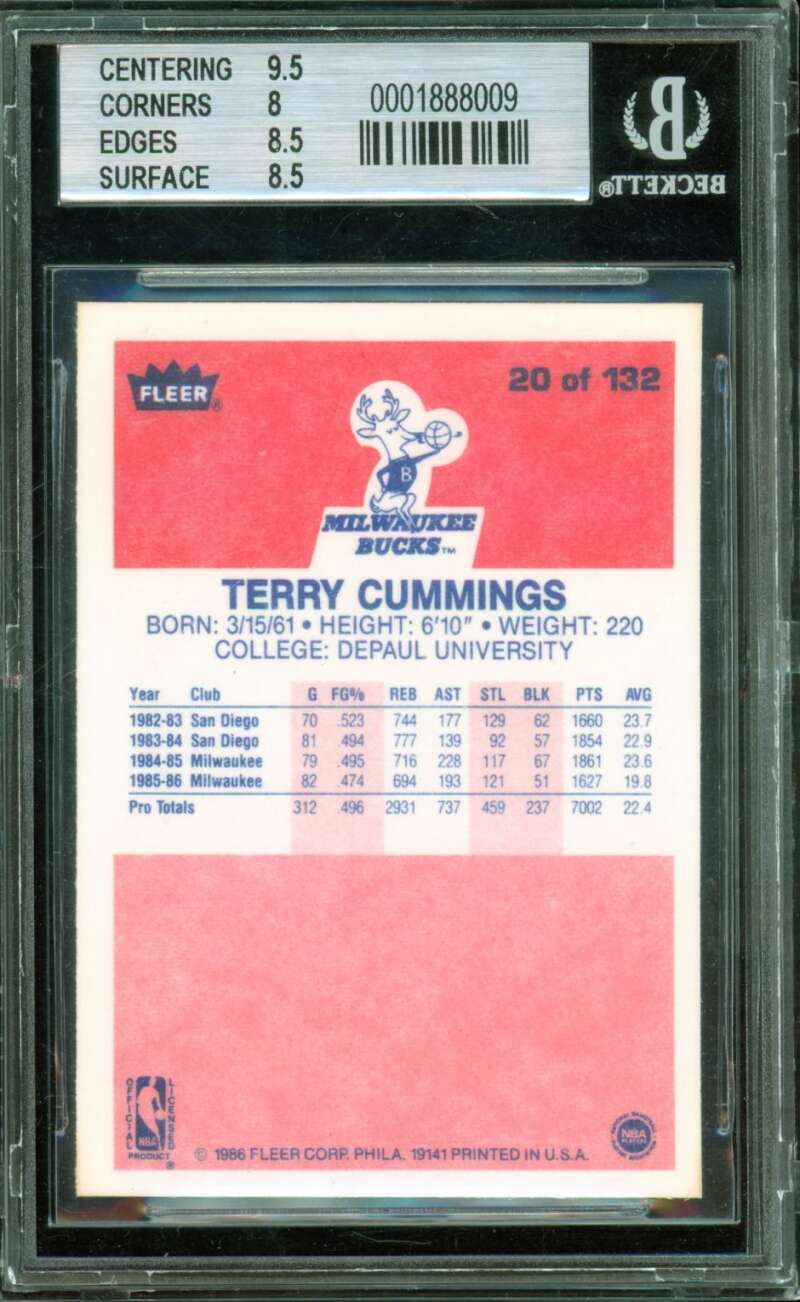 CENTERING 9.5
CORNERS 8
EDGES 8.5
SURFACE 8.5
0001888009
B
BECKETT®
FLEER®
20 of 132
B
MILWAUKEE
BUCKS™
TERRY CUMMINGS
BORN: 3/15/61 • HEIGHT: 6'10" • WEIGHT: 220
COLLEGE: DEPAUL UNIVERSITY
Year Club G FG% REB AST STL BLK PTS AVG
1982-83 San Diego 70 .523 744 177 129 62 1660 23.7
1983-84 San Diego 81 .494 777 139 92 57 1854 22.9
1984-85 Milwaukee 79 .495 716 228 117 67 1861 23.6
1985-86 Milwaukee 82 .474 694 193 121 51 1627 19.8
Pro Totals 312 .496 2931 737 459 237 7002 22.4
OFFICIAL
LICENSED
NBA
PRODUCT®
© 1986 FLEER CORP. PHILA. 19141 PRINTED IN U.S.A.
NBA
PLAYERS